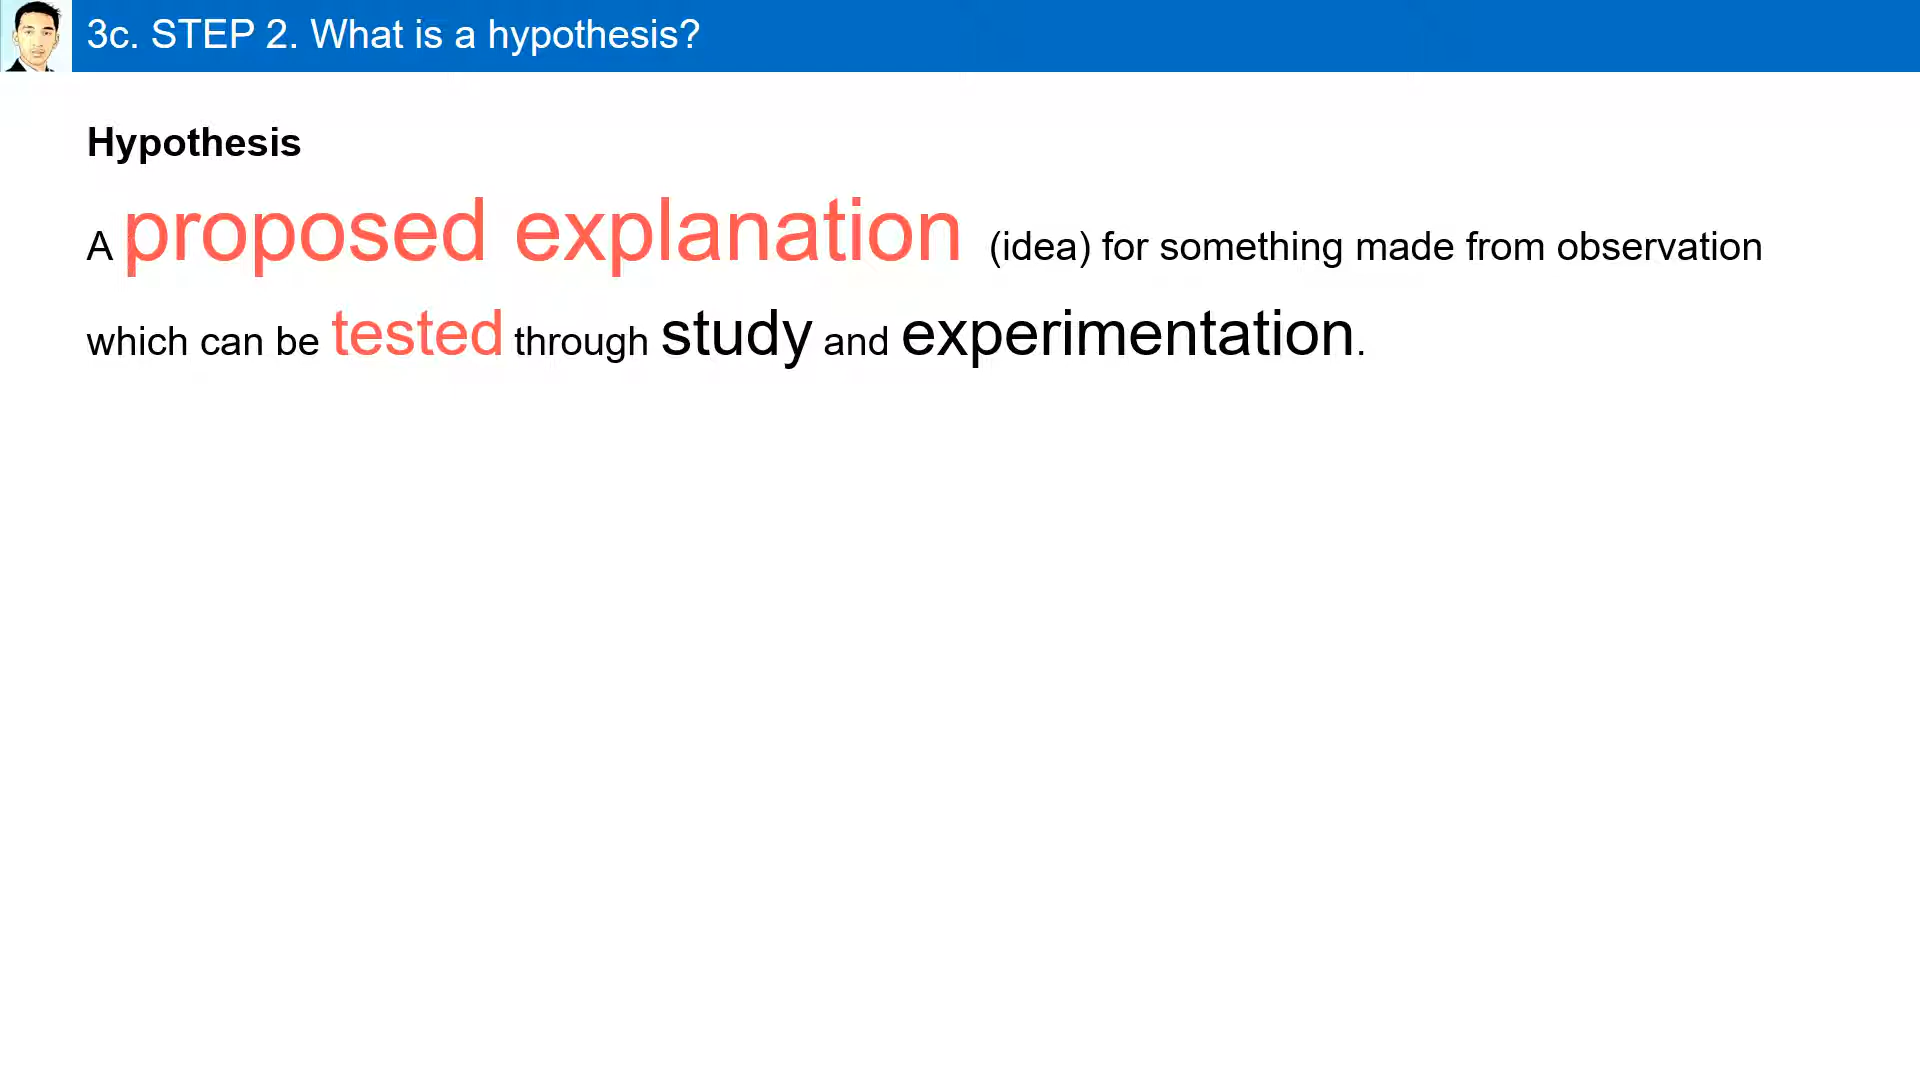 3c. STEP 2. What is a hypothesis?
Hypothesis
A proposed explanation (idea) for something made from observation
which can be tested through study and experimentation.